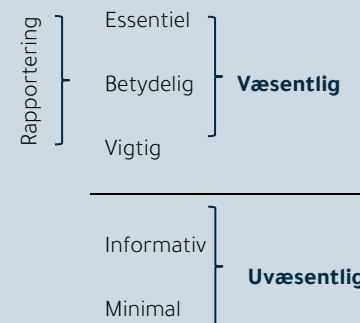 Rapportering
Essentiel
Betydelig
Væsentlig
Vigtig
Informativ
Uvæsentlig
Minimal